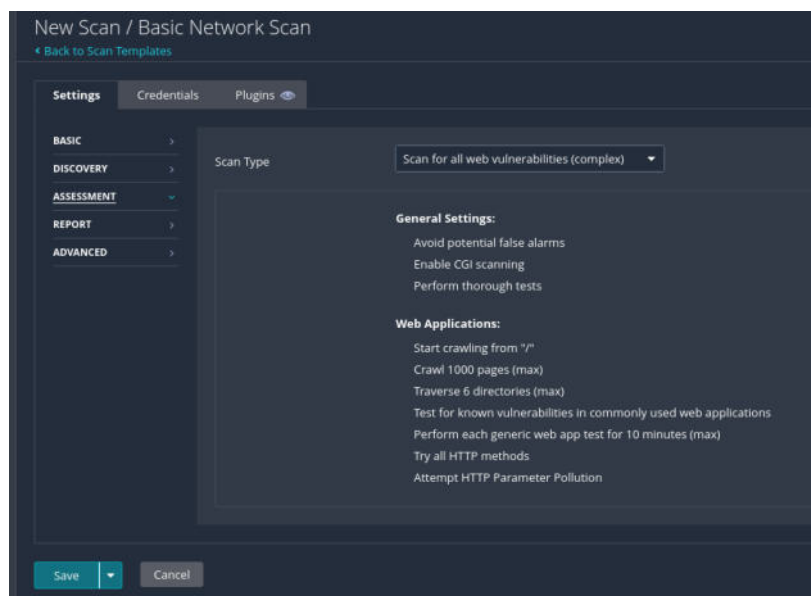 New Scan / Basic Network Scan
Back to Scan Templates
Settings Credentials Plugins
BASIC
DISCOVERY
ASSESSMENT
REPORT
ADVANCED
Scan Type Scan for all web vulnerabilities (complex)
General Settings:
Avoid potential false alarms
Enable CGI scanning
Perform thorough tests
Web Applications:
Start crawling from "/"
Crawl 1000 pages (max)
Traverse 6 directories (max)
Test for known vulnerabilities in commonly used web applications
Perform each generic web app test for 10 minutes (max)
Try all HTTP methods
Attempt HTTP Parameter Pollution
Save Cancel